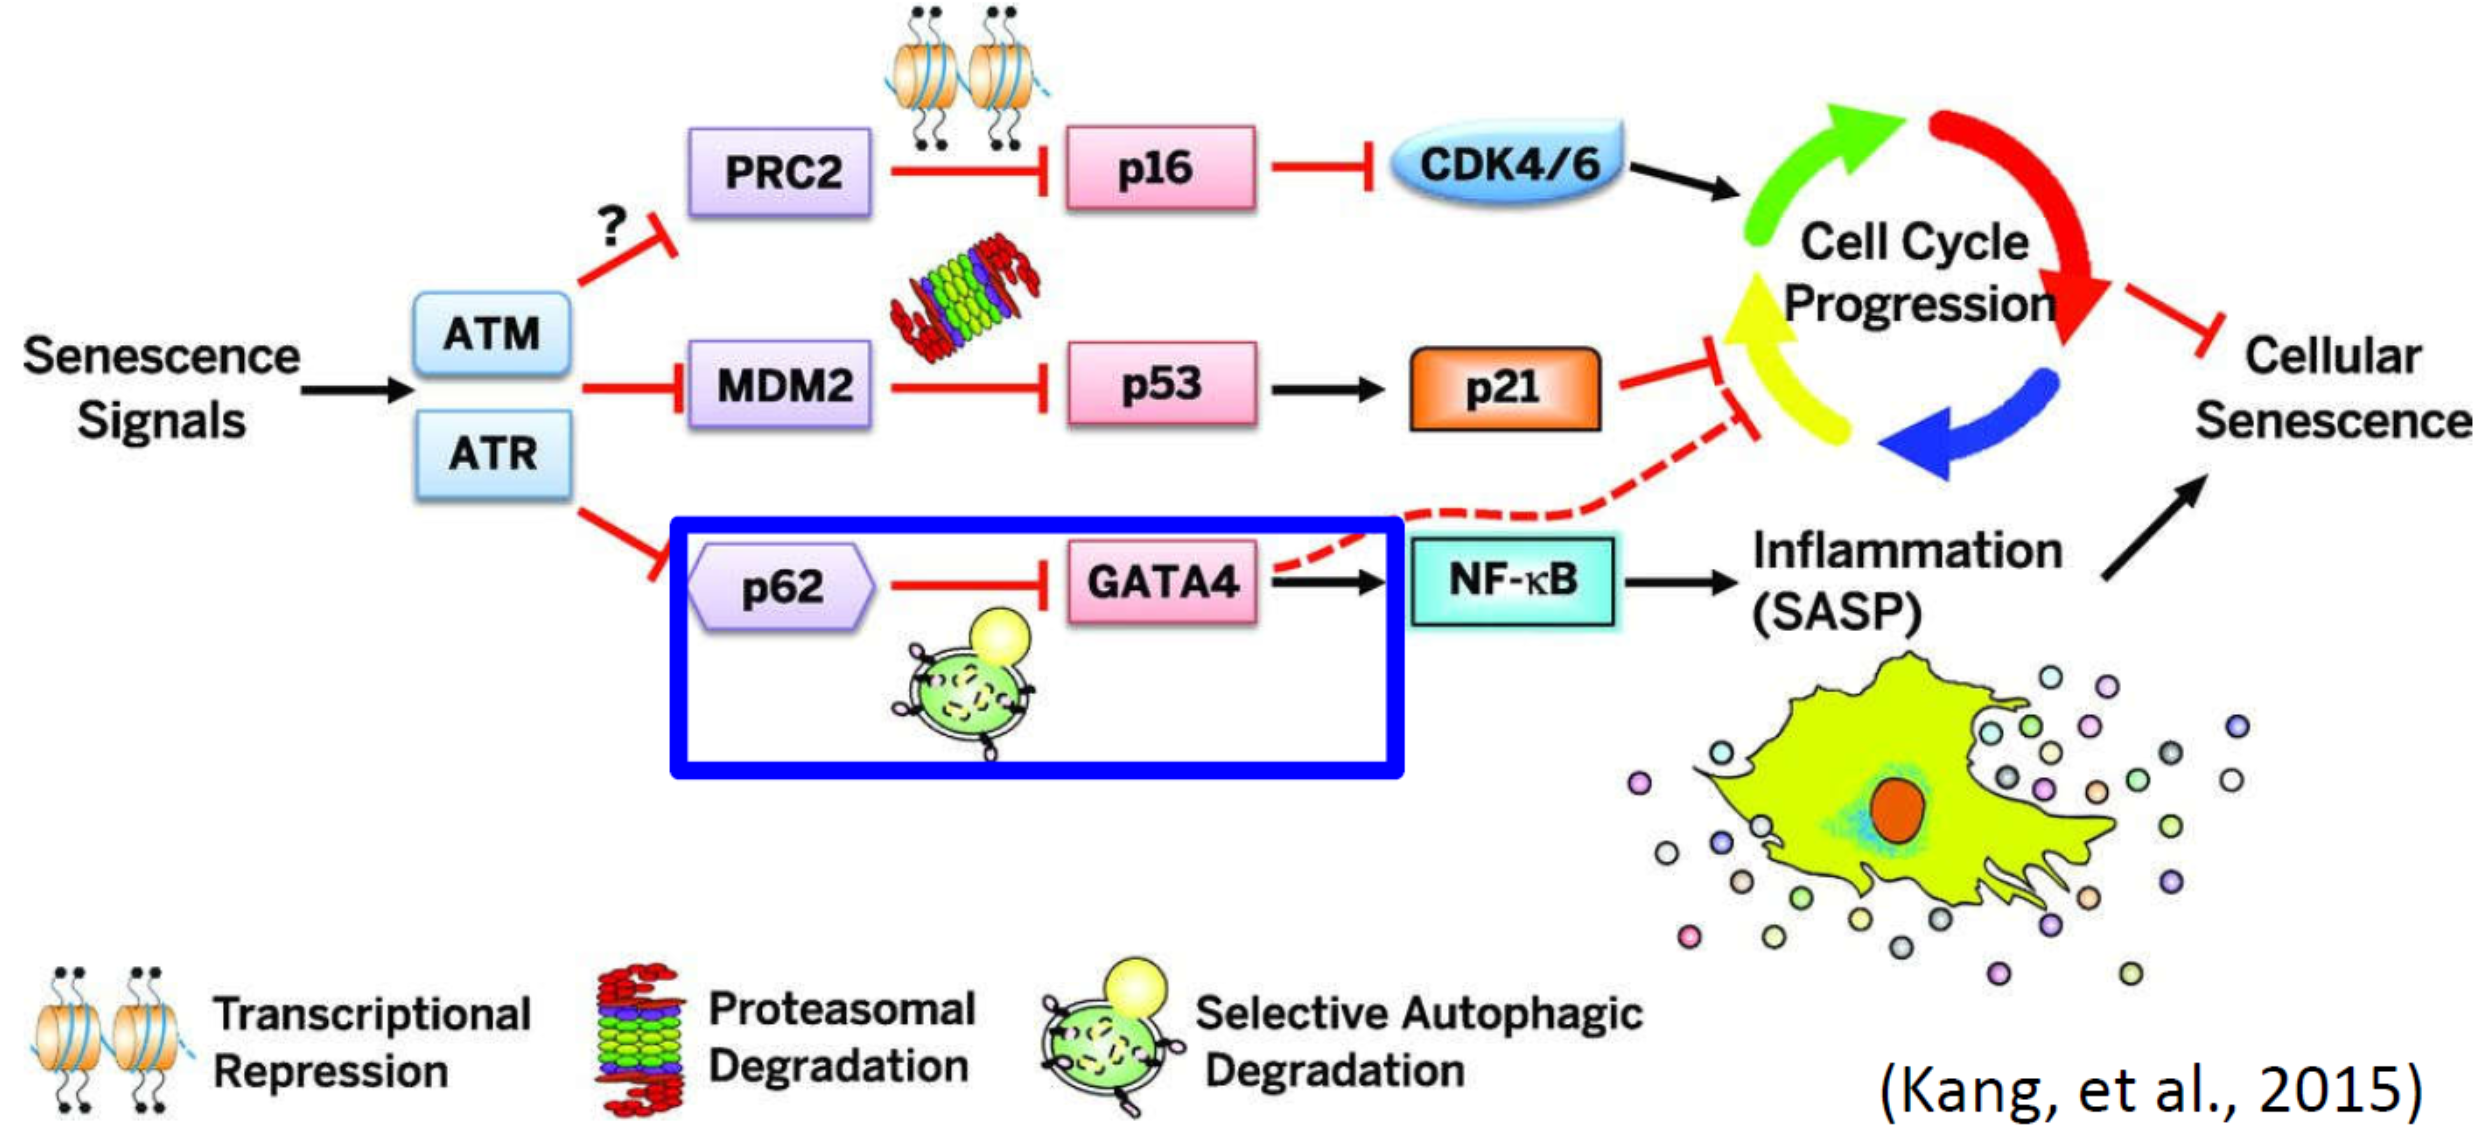 PRC2
p16
CDK4/6
?
Cell Cycle
Progression
ATM
Senescence
Signals
MDM2
p53
p21
Cellular
Senescence
ATR
p62
GATA4
NF-κB
Inflammation
(SASP)
Transcriptional
Repression
Proteasomal
Degradation
Selective Autophagic
Degradation
(Kang, et al., 2015)